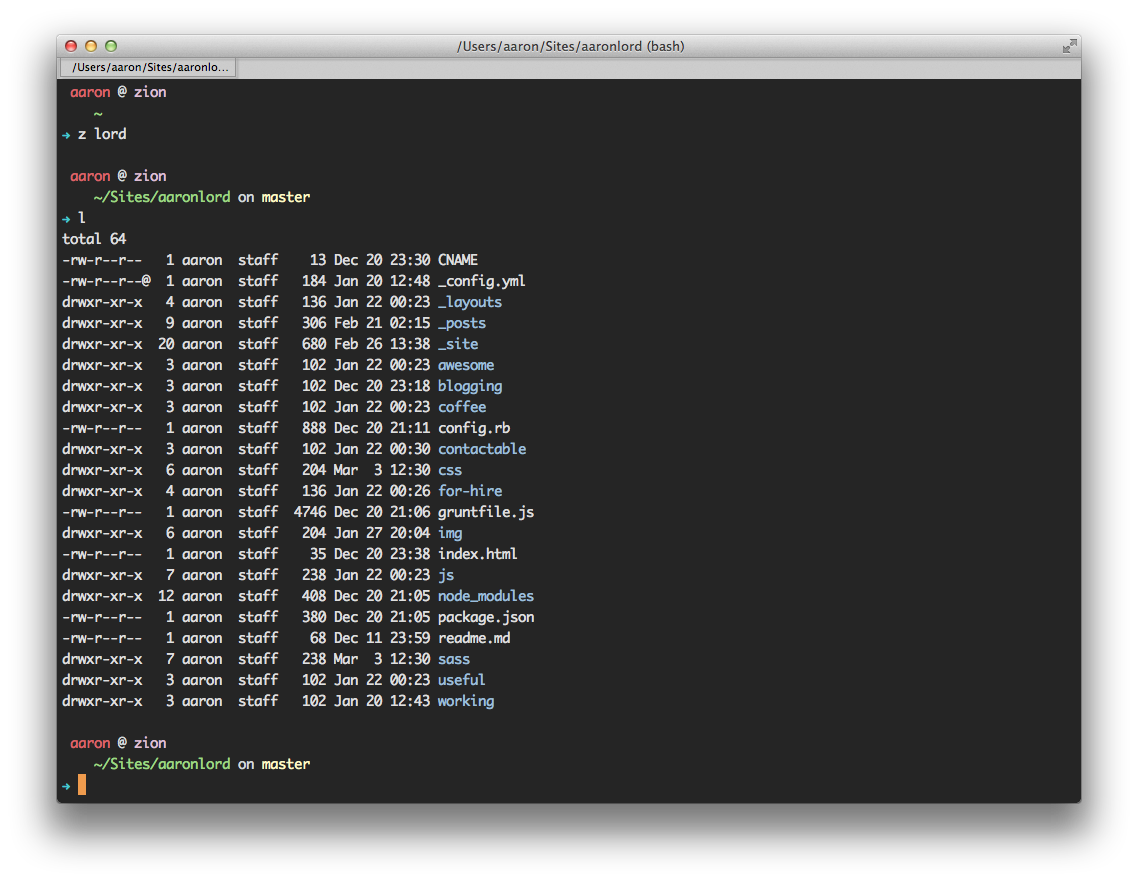 /Users/aaron/Sites/aaronlord (bash)
/Users/aaron/Sites/aaronlo...
aaron @ zion
~
➜ z lord
aaron @ zion
~/Sites/aaronlord on master
➜ l
total 64
-rw-r--r--   1 aaron  staff    13 Dec 20 23:30 CNAME
-rw-r--r--@  1 aaron  staff   184 Jan 20 12:48 _config.yml
drwxr-xr-x   4 aaron  staff   136 Jan 22 00:23 _layouts
drwxr-xr-x   9 aaron  staff   306 Feb 21 02:15 _posts
drwxr-xr-x  20 aaron  staff   680 Feb 26 13:38 _site
drwxr-xr-x   3 aaron  staff   102 Jan 22 00:23 awesome
drwxr-xr-x   3 aaron  staff   102 Dec 20 23:18 blogging
drwxr-xr-x   3 aaron  staff   102 Jan 22 00:23 coffee
-rw-r--r--   1 aaron  staff   888 Dec 20 21:11 config.rb
drwxr-xr-x   3 aaron  staff   102 Jan 22 00:30 contactable
drwxr-xr-x   6 aaron  staff   204 Mar  3 12:30 css
drwxr-xr-x   4 aaron  staff   136 Jan 22 00:26 for-hire
-rw-r--r--   1 aaron  staff  4746 Dec 20 21:06 gruntfile.js
drwxr-xr-x   6 aaron  staff   204 Jan 27 20:04 img
-rw-r--r--   1 aaron  staff    35 Dec 20 23:38 index.html
drwxr-xr-x   7 aaron  staff   238 Jan 22 00:23 js
drwxr-xr-x  12 aaron  staff   408 Dec 20 21:05 node_modules
-rw-r--r--   1 aaron  staff   380 Dec 20 21:05 package.json
-rw-r--r--   1 aaron  staff    68 Dec 11 23:59 readme.md
drwxr-xr-x   7 aaron  staff   238 Mar  3 12:30 sass
drwxr-xr-x   3 aaron  staff   102 Jan 22 00:23 useful
drwxr-xr-x   3 aaron  staff   102 Jan 20 12:43 working
aaron @ zion
~/Sites/aaronlord on master
➜